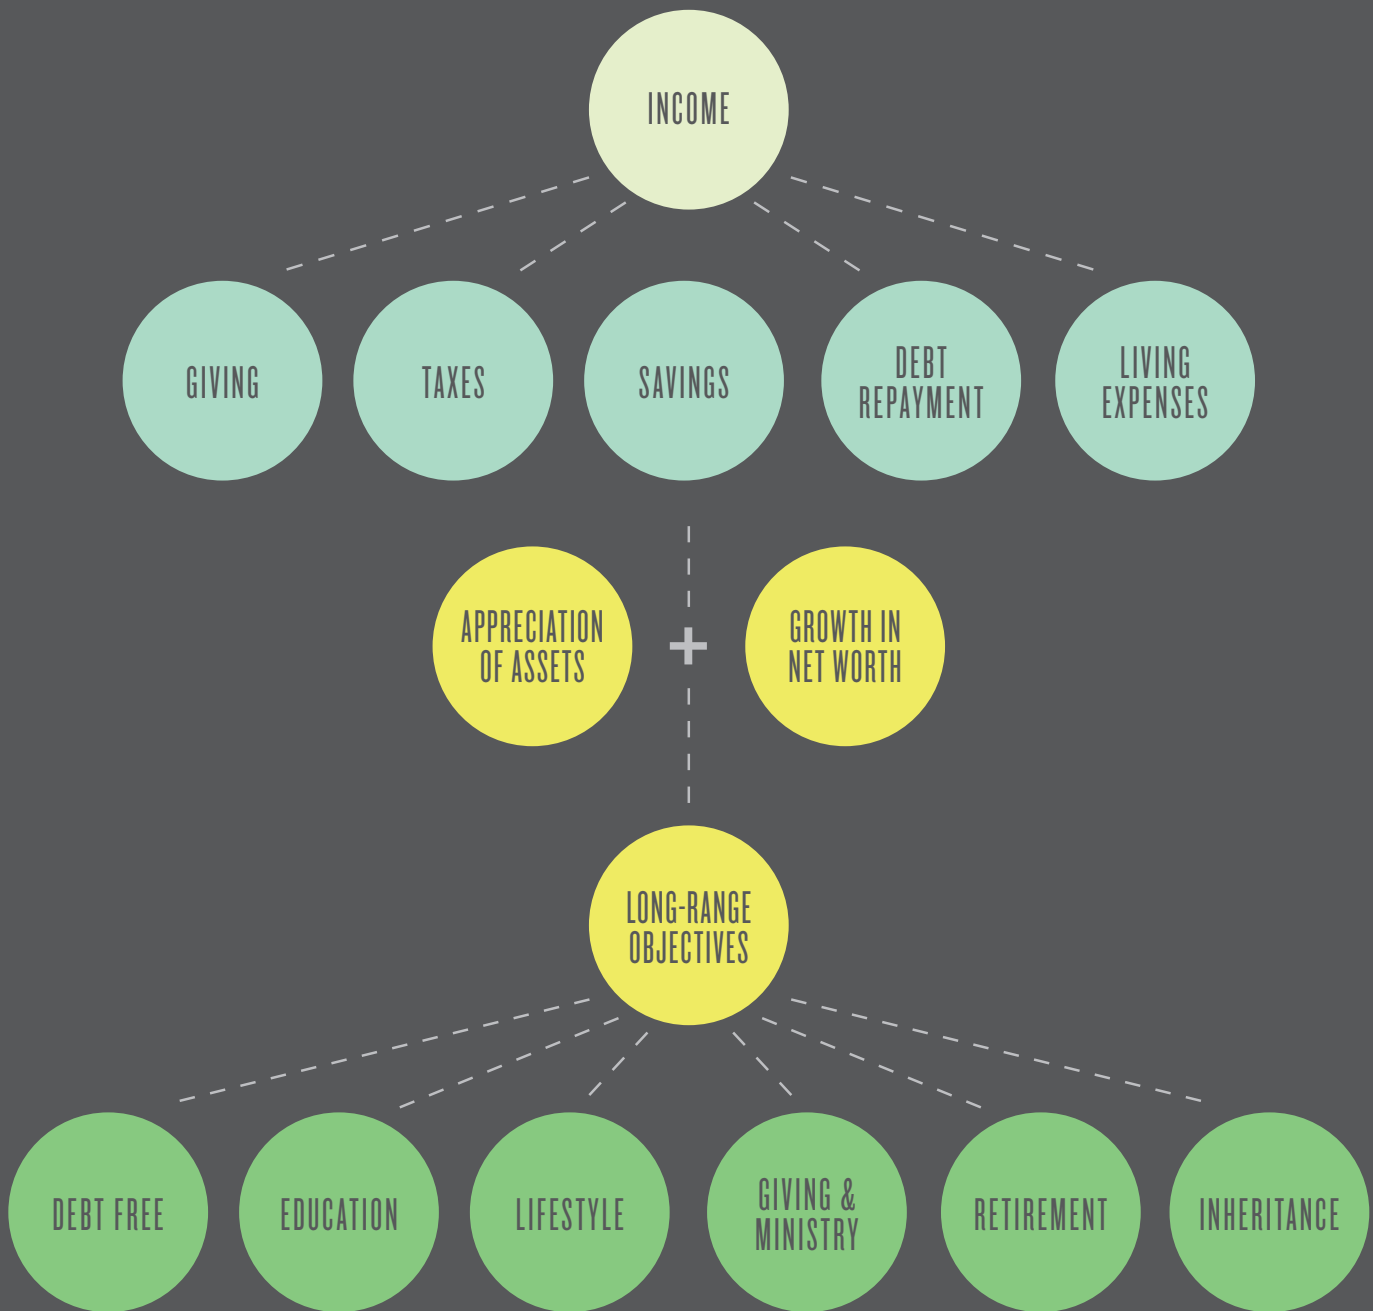 INCOME
GIVING
TAXES
SAVINGS
DEBT
REPAYMENT
LIVING
EXPENSES
APPRECIATION
OF ASSETS
+
GROWTH IN
NET WORTH
LONG-RANGE
OBJECTIVES
DEBT FREE
EDUCATION
LIFESTYLE
GIVING &
MINISTRY
RETIREMENT
INHERITANCE